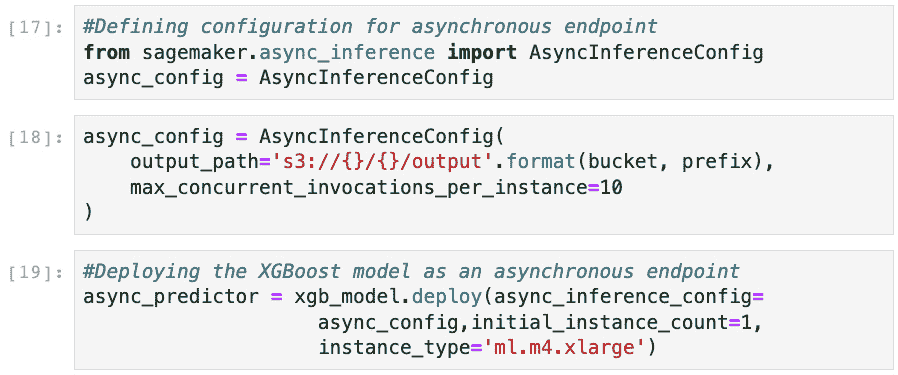 [17]: #Defining configuration for asynchronous endpoint
from sagemaker.async_inference import AsyncInferenceConfig
async_config = AsyncInferenceConfig
[18]: async_config = AsyncInferenceConfig(
output_path='s3://{}/{}/output'.format(bucket, prefix),
max_concurrent_invocations_per_instance=10
)
[19]: #Deploying the XGBoost model as an asynchronous endpoint
async_predictor = xgb_model.deploy(async_inference_config=
async_config,initial_instance_count=1,
instance_type='ml.m4.xlarge')